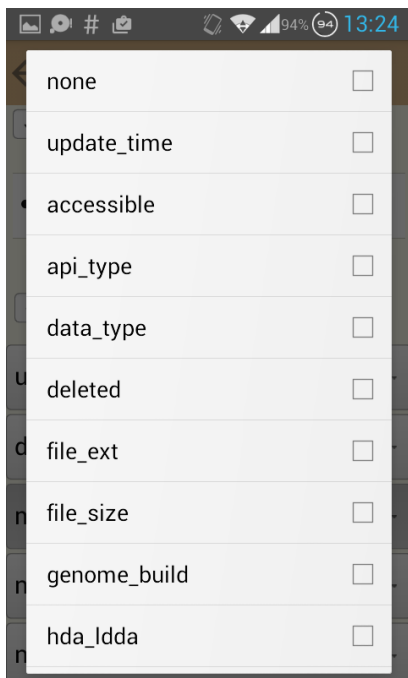 # 94% 94 13:24
none
update_time
accessible
api_type
data_type
deleted
u
d
file_ext
file_size
n
genome_build
n
hda_ldda
n